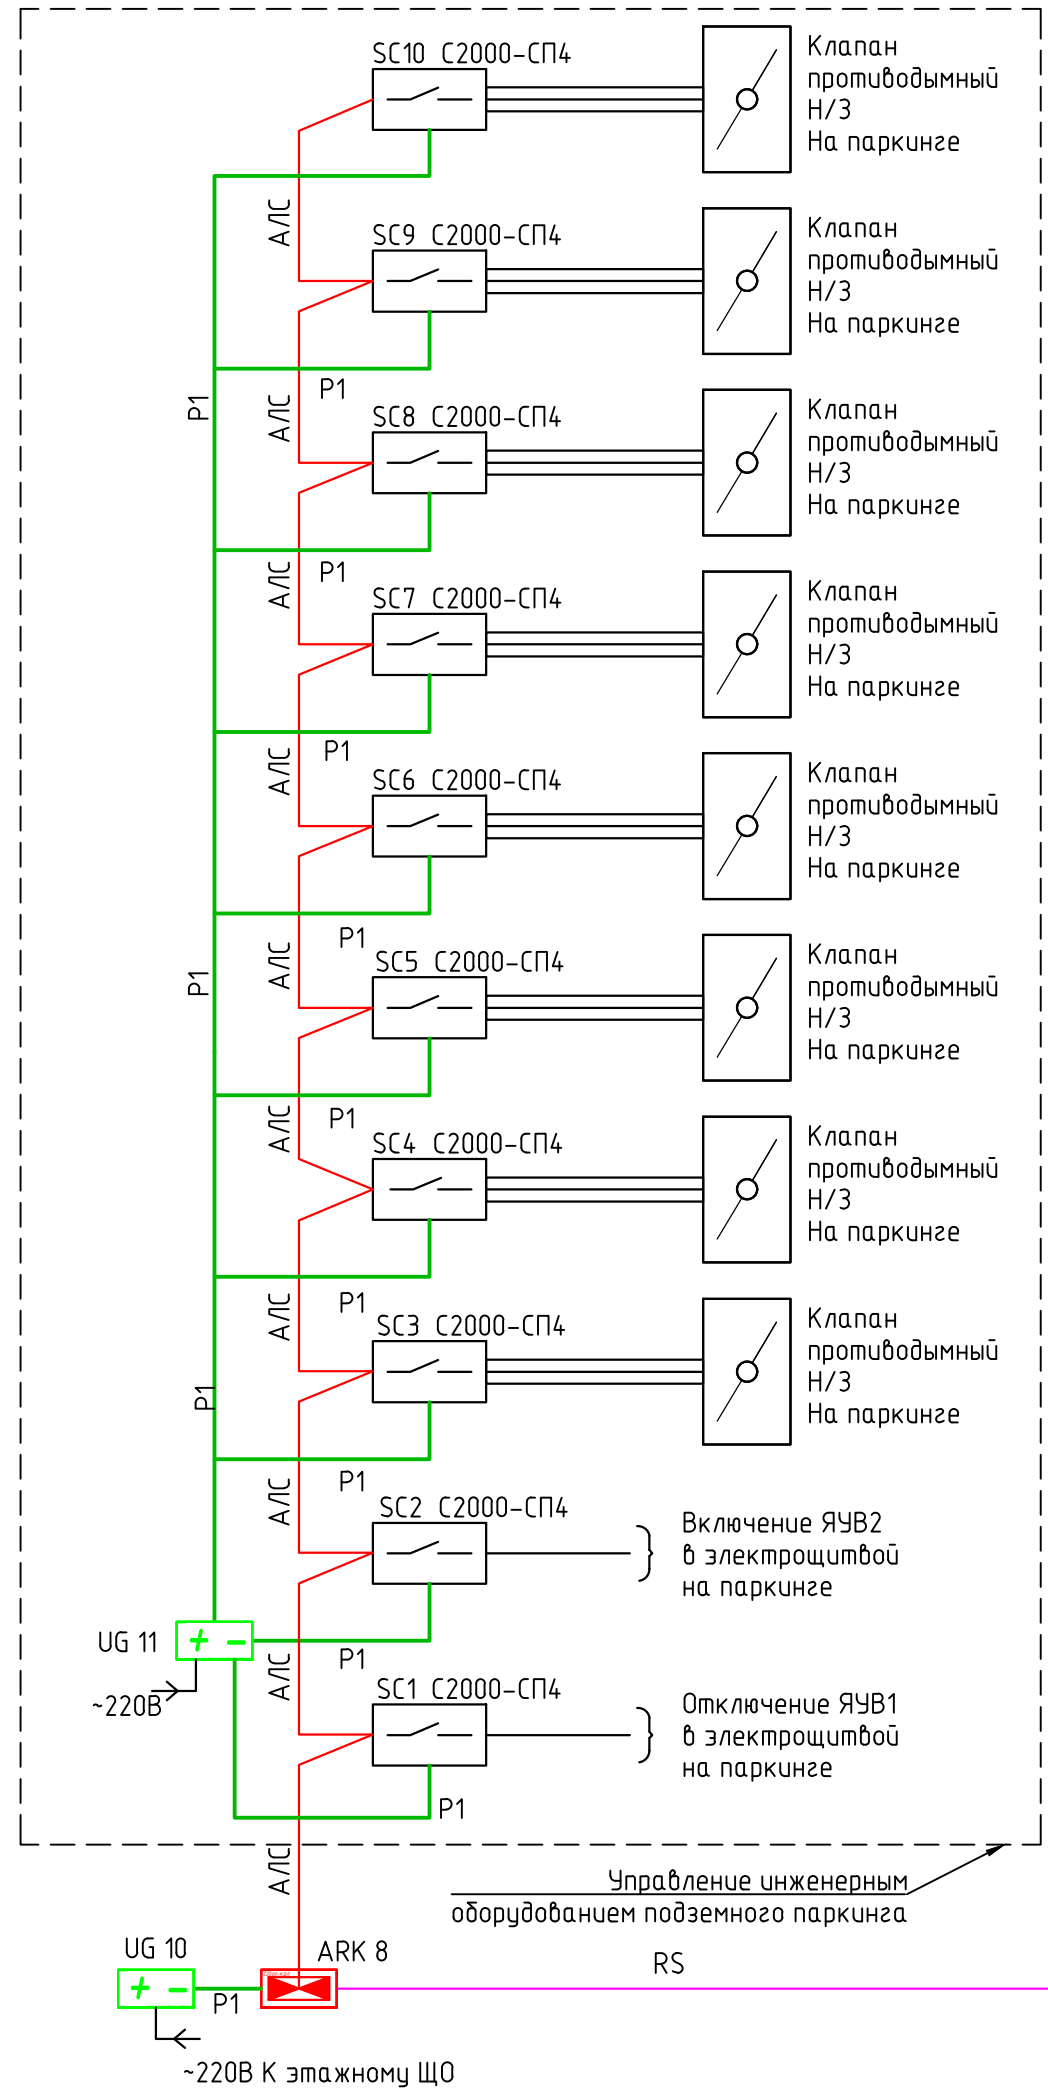 SC10 С2000-СП4
Клапан
противодымный
Н/З
На паркинге
АЛС
SC9 С2000-СП4
Клапан
противодымный
Н/З
На паркинге
Р1
Р1
АЛС
SC8 С2000-СП4
Клапан
противодымный
Н/З
На паркинге
Р1
АЛС
SC7 С2000-СП4
Клапан
противодымный
Н/З
На паркинге
Р1
АЛС
SC6 С2000-СП4
Клапан
противодымный
Н/З
На паркинге
Р1
Р1
АЛС
SC5 С2000-СП4
Клапан
противодымный
Н/З
На паркинге
Р1
АЛС
SC4 С2000-СП4
Клапан
противодымный
Н/З
На паркинге
Р1
АЛС
SC3 С2000-СП4
Клапан
противодымный
Н/З
На паркинге
Р1
Р1
АЛС
SC2 С2000-СП4
Включение ЯУВ2
в электрощитвой
на паркинге
UG 11
+ -
~220В
Р1
АЛС
SC1 С2000-СП4
Отключение ЯУВ1
в электрощитвой
на паркинге
Р1
АЛС
Управление инженерным
оборудованием подземного паркинга
UG 10
+ -
Р1
ARK 8
RS
~220В К этажному ЩО